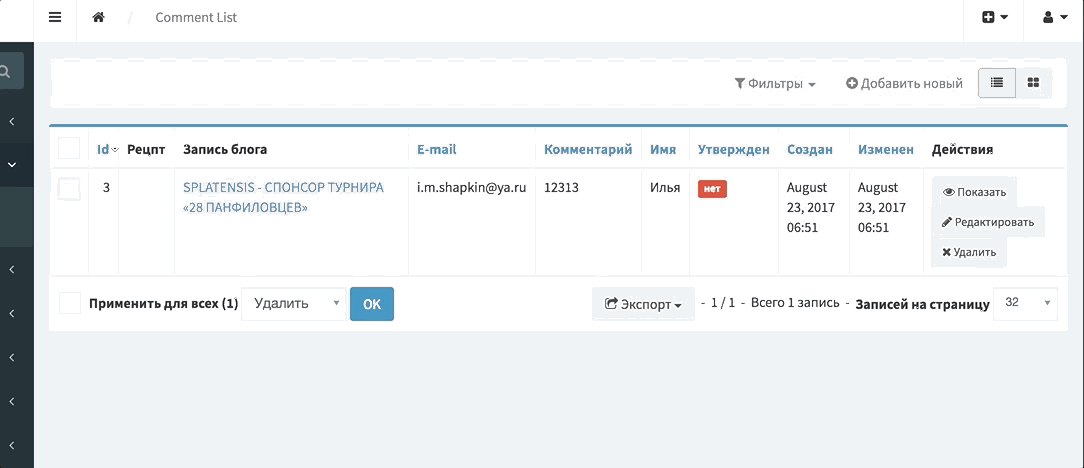 Comment List
Фильтры
Добавить новый
Id Рецпт Запись блога E-mail Комментарий Имя Утвержден Создан Изменен Действия
3 SPLATENSIS - СПОНСОР ТУРНИРА «28 ПАНФИЛОВЦЕВ» i.m.shapkin@ya.ru 12313 Илья нет August 23, 2017 06:51 August 23, 2017 06:51
Показать
Редактировать
Удалить
Применить для всех (1) Удалить OK Экспорт - 1 / 1 - Всего 1 запись - Записей на страницу 32